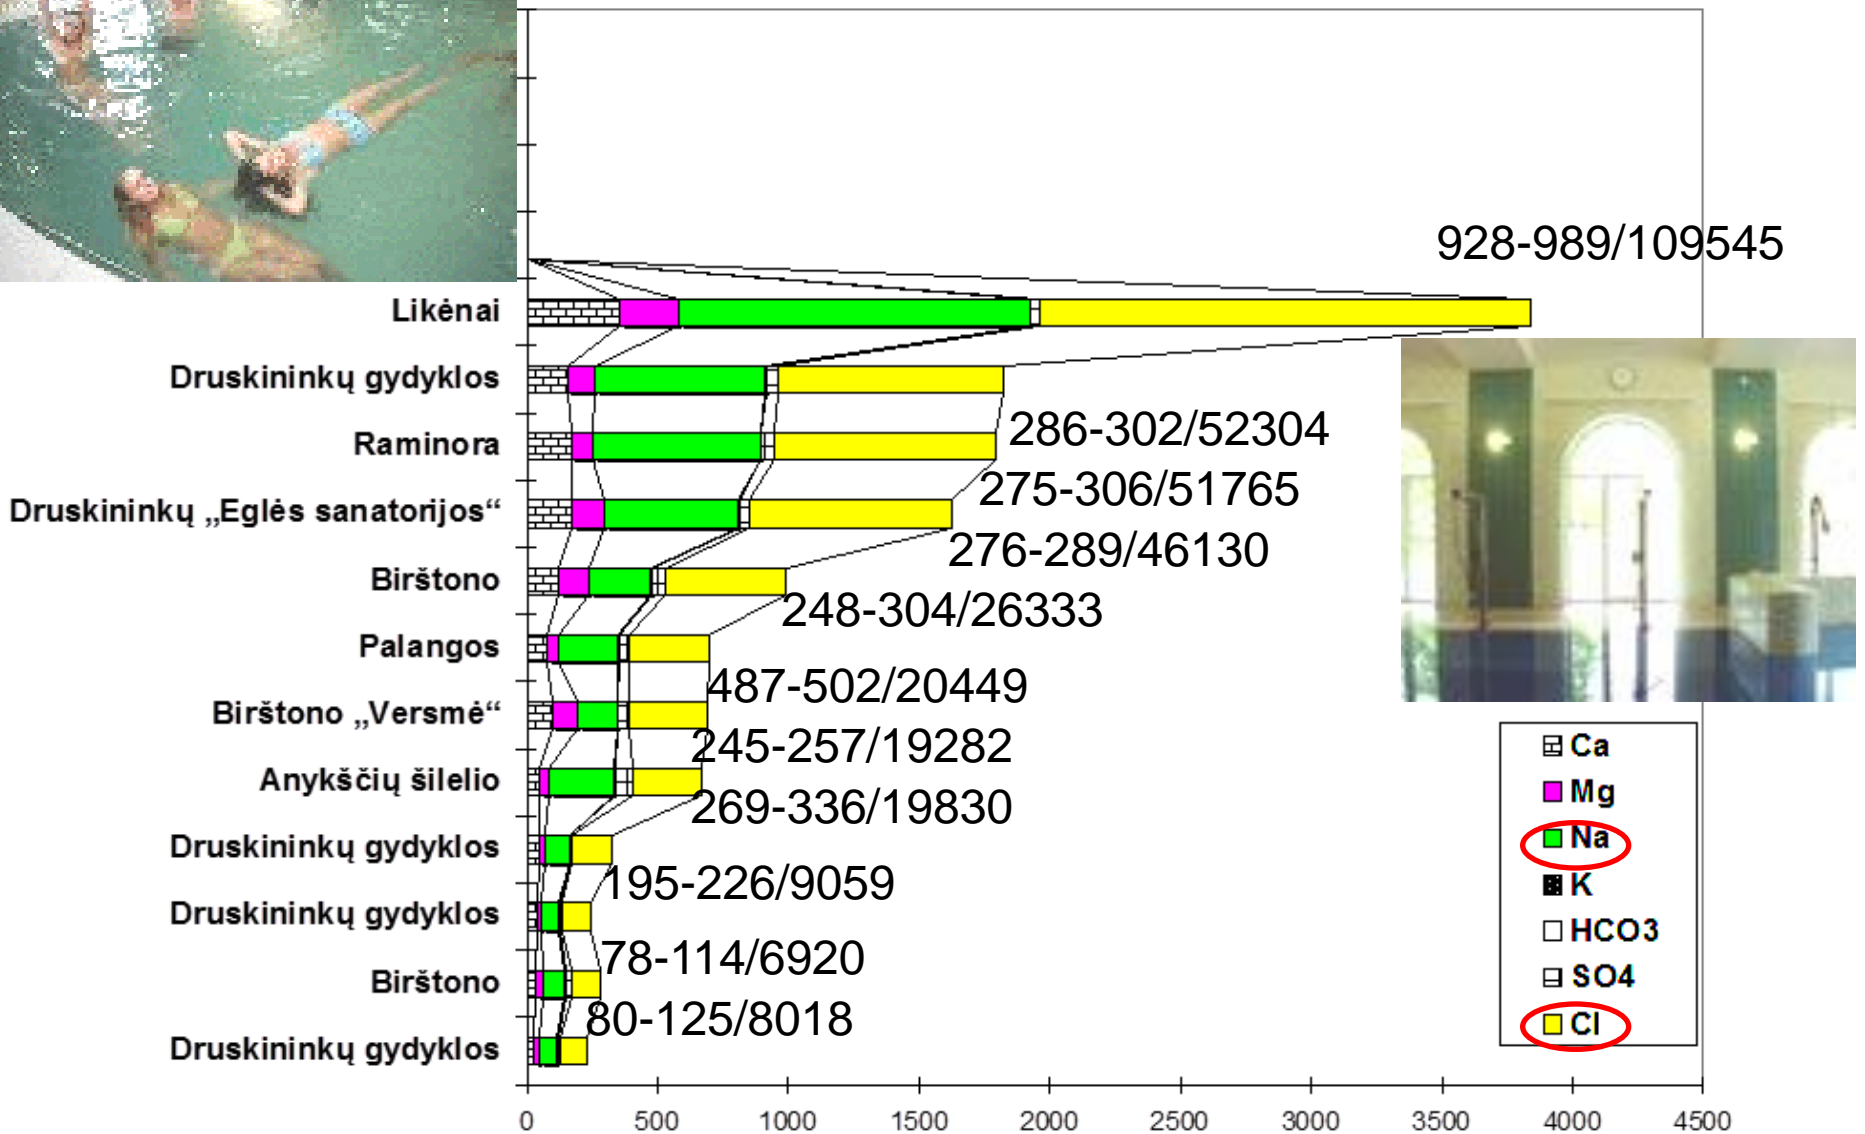 928-989/109545
Likėnai
Druskininkų gydyklos
286-302/52304
Raminora
275-306/51765
Druskininkų „Eglės sanatorijos“
276-289/46130
Birštono
248-304/26333
Palangos
487-502/20449
Birštono „Versmė“
245-257/19282
Anykščių šilelio
269-336/19830
Druskininkų gydyklos
195-226/9059
Druskininkų gydyklos
78-114/6920
Birštono
80-125/8018
Druskininkų gydyklos
Ca
Mg
Na
K
HCO3
SO4
Cl
0 500 1000 1500 2000 2500 3000 3500 4000 4500